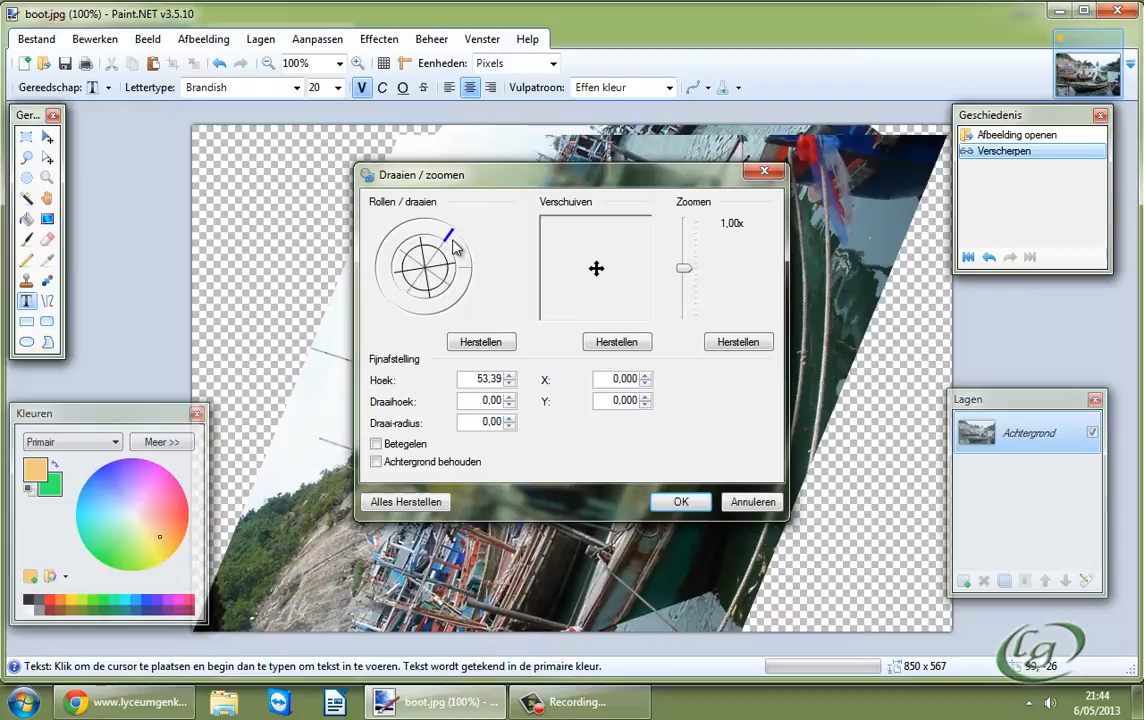 boot.jpg (100%) - Paint.NET v3.5.10
Bestand Bewerken Beeld Afbeelding Lagen Aanpassen Effecten Beheer Venster Help
100% Eenheden: Pixels
Gereedschap: T Lettertype: Brandish 20 V C O S Vulpatroon: Effen kleur
Ger...
Geschiedenis
Afbeelding openen
Verscherpen
Draaien / zoomen
Rollen / draaien Verschuiven Zoomen
1,00x
Herstellen Herstellen Herstellen
Fijnafstelling
Hoek: 53,39 X: 0,000
Draaihoek: 0,00 Y: 0,000
Draai-radius: 0,00
Betegelen
Achtergrond behouden
Alles Herstellen OK Annuleren
Kleuren
Primair Meer >>
Lagen
Achtergrond
Tekst: Klik om de cursor te plaatsen en begin dan te typen om tekst in te voeren. Tekst wordt getekend in de primaire kleur.
850 x 567
lg
www.lyceumgenk...
boot.jpg (100%) - ...
Recording...
21:44
6/05/2013